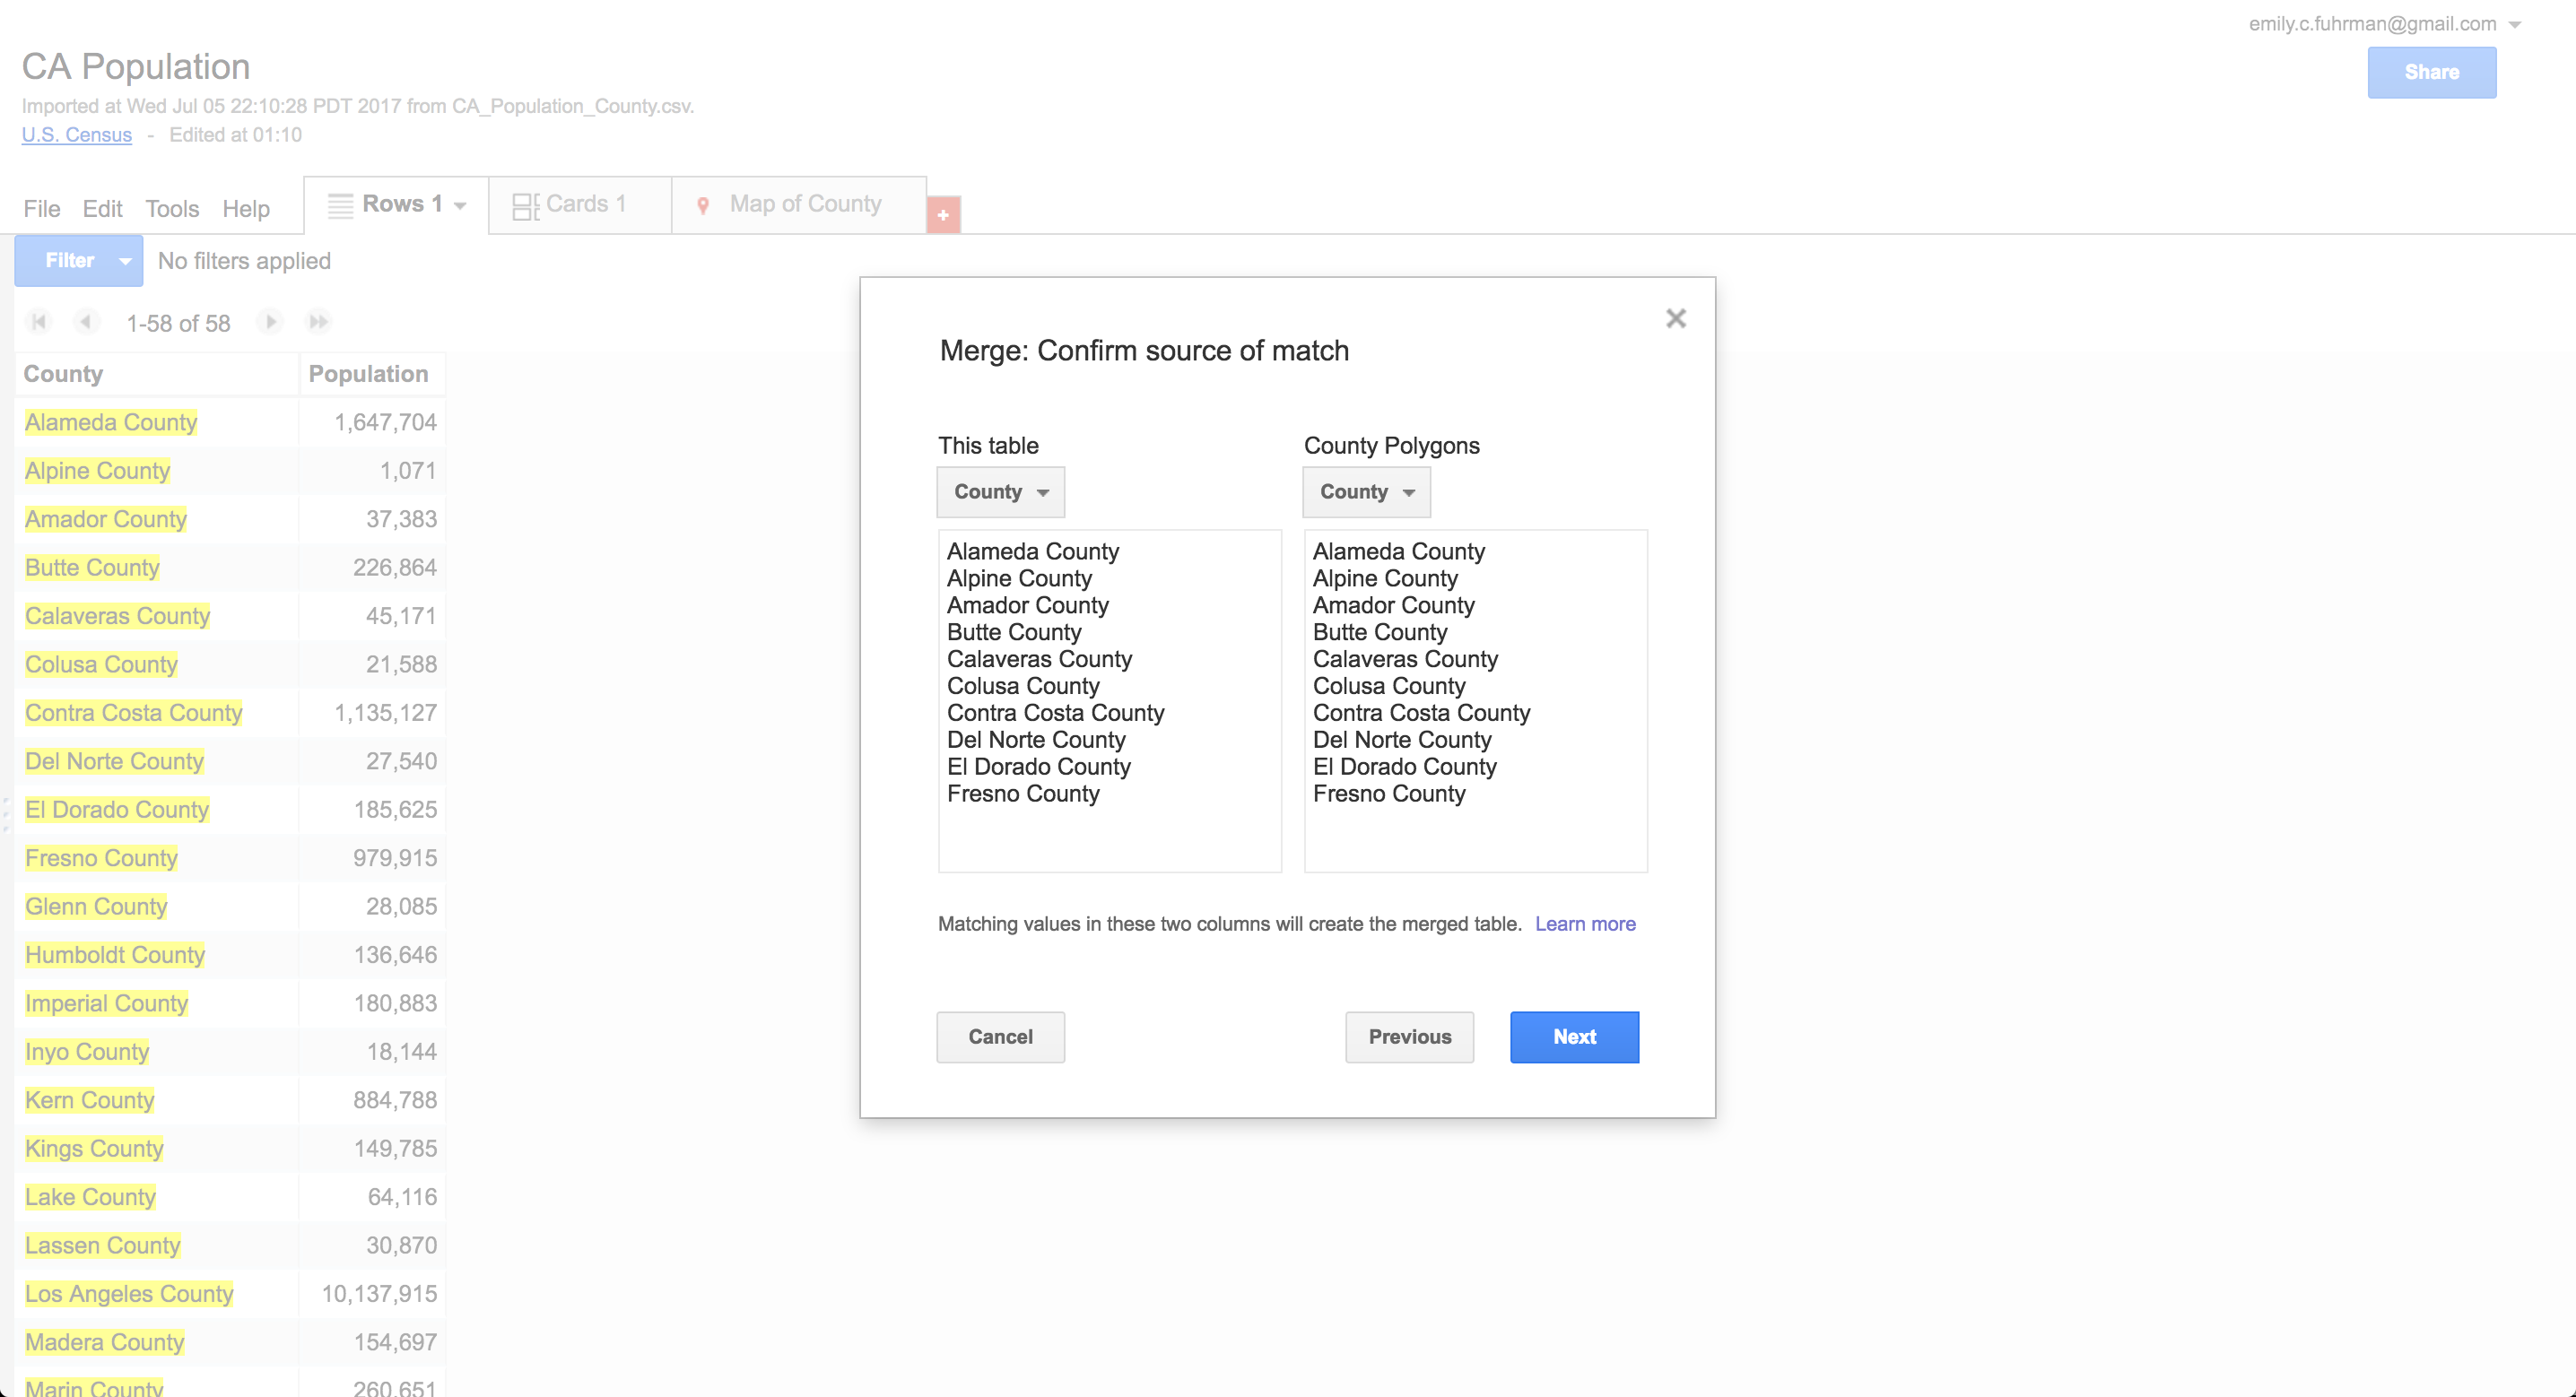 emily.c.fuhrman@gmail.com
CA Population
Share
Imported at Wed Jul 05 22:10:28 PDT 2017 from CA_Population_County.csv.
U.S. Census - Edited at 01:10
File Edit Tools Help Rows 1 Cards 1 Map of County +
Filter No filters applied
1-58 of 58
County Population
Alameda County 1,647,704
Alpine County 1,071
Amador County 37,383
Butte County 226,864
Calaveras County 45,171
Colusa County 21,588
Contra Costa County 1,135,127
Del Norte County 27,540
El Dorado County 185,625
Fresno County 979,915
Glenn County 28,085
Humboldt County 136,646
Imperial County 180,883
Inyo County 18,144
Kern County 884,788
Kings County 149,785
Lake County 64,116
Lassen County 30,870
Los Angeles County 10,137,915
Madera County 154,697
Marin County 260,651
Merge: Confirm source of match
This table County Polygons
County County
Alameda County Alameda County
Alpine County Alpine County
Amador County Amador County
Butte County Butte County
Calaveras County Calaveras County
Colusa County Colusa County
Contra Costa County Contra Costa County
Del Norte County Del Norte County
El Dorado County El Dorado County
Fresno County Fresno County
Matching values in these two columns will create the merged table. Learn more
Cancel Previous Next